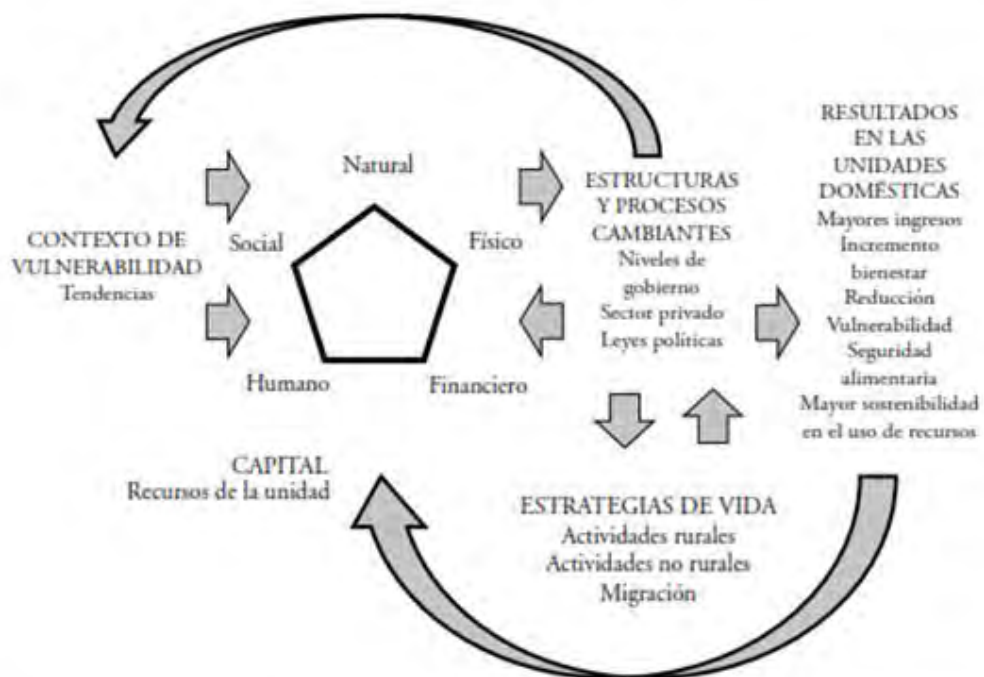 CONTEXTO DE
VULNERABILIDAD
Tendencias
Natural
Social
Físico
Humano
Financiero
CAPITAL
Recursos de la unidad
ESTRUCTURAS
Y PROCESOS
CAMBIANTES
Niveles de
gobierno
Sector privado
Leyes políticas
ESTRATEGIAS DE VIDA
Actividades rurales
Actividades no rurales
Migración
RESULTADOS
EN LAS
UNIDADES
DOMÉSTICAS
Mayores ingresos
Incremento
bienestar
Reducción
Vulnerabilidad
Seguridad
alimentaria
Mayor sostenibilidad
en el uso de recursos